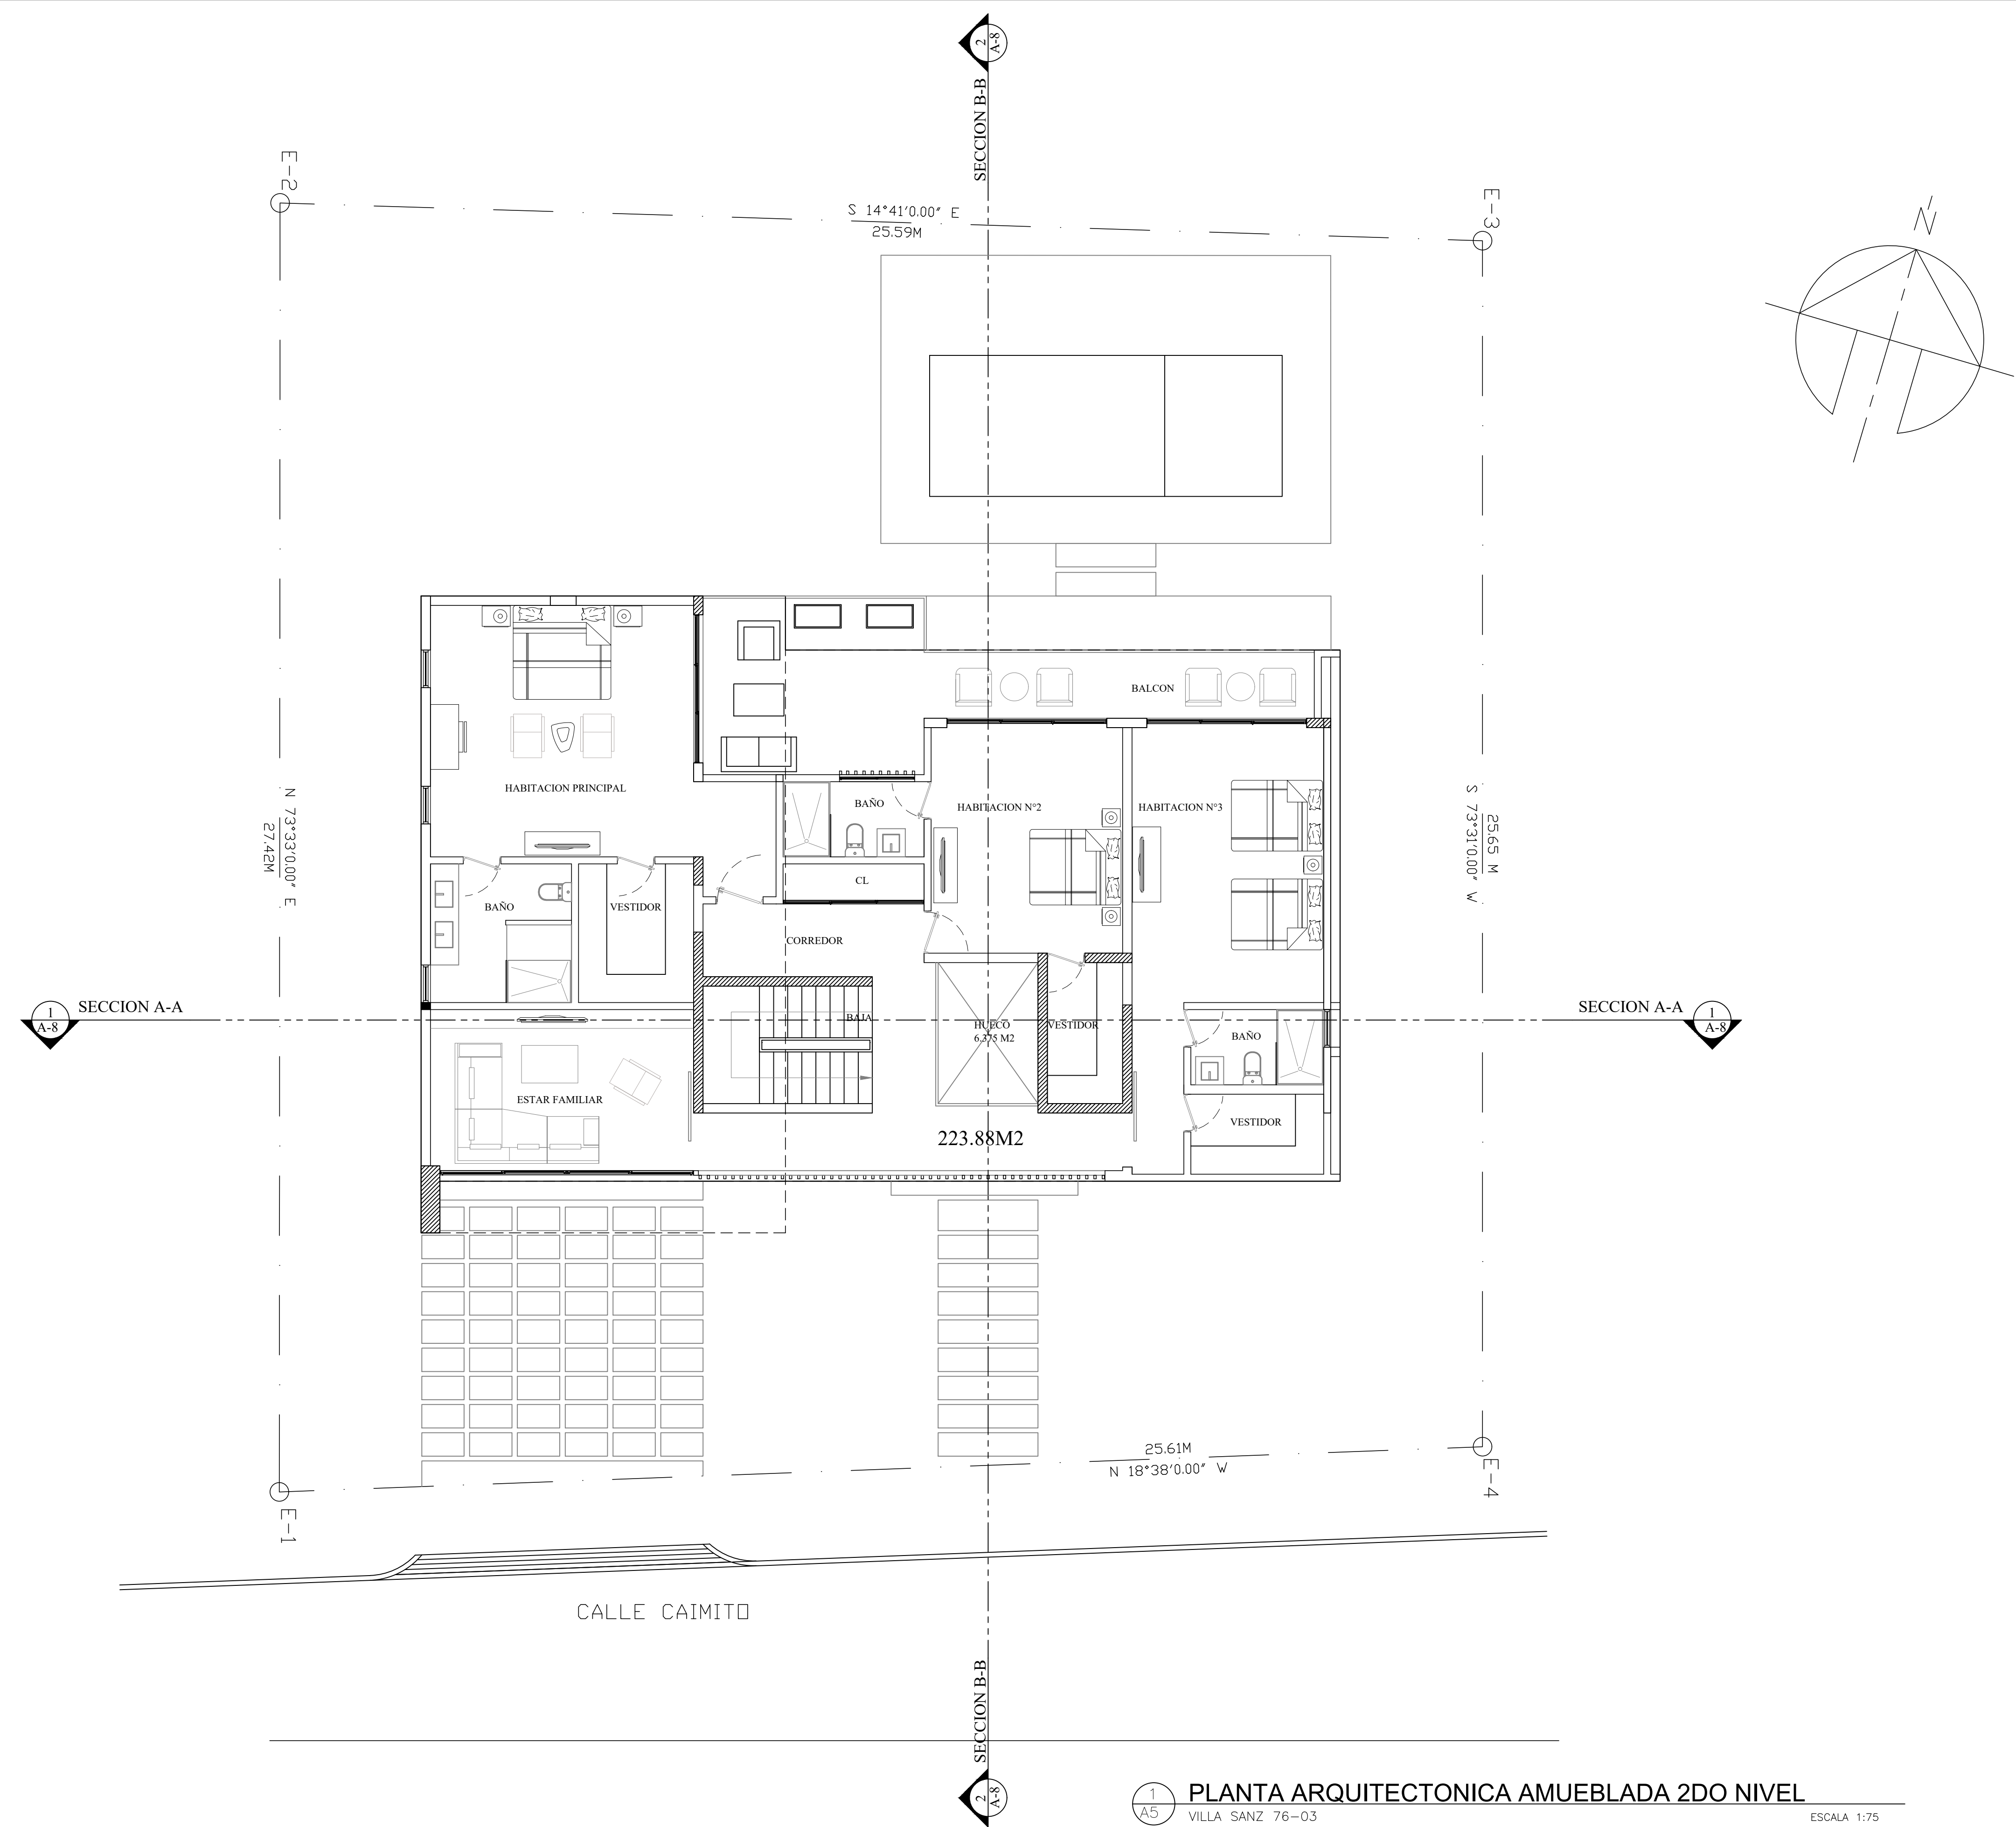 2
A-8
SECCION B-B
E-2
S 14°41'0.00" E
25.59M
E-3
N
BALCON
HABITACION PRINCIPAL
BAÑO
HABITACION N°2
HABITACION N°3
N 73°33'0.00" E
27.42M
25.65 M
S 73°31'0.00" W
CL
BAÑO
VESTIDOR
CORREDOR
1
A-8
SECCION A-A
BAJA
HUECO
6.375 M2
VESTIDOR
BAÑO
SECCION A-A
1
A-8
ESTAR FAMILIAR
VESTIDOR
223.88M2
25.61M
N 18°38'0.00" W
E-1
E-4
CALLE CAIMITO
SECCION B-B
2
A-8
1
A5
PLANTA ARQUITECTONICA AMUEBLADA 2DO NIVEL
VILLA SANZ 76-03
ESCALA 1:75